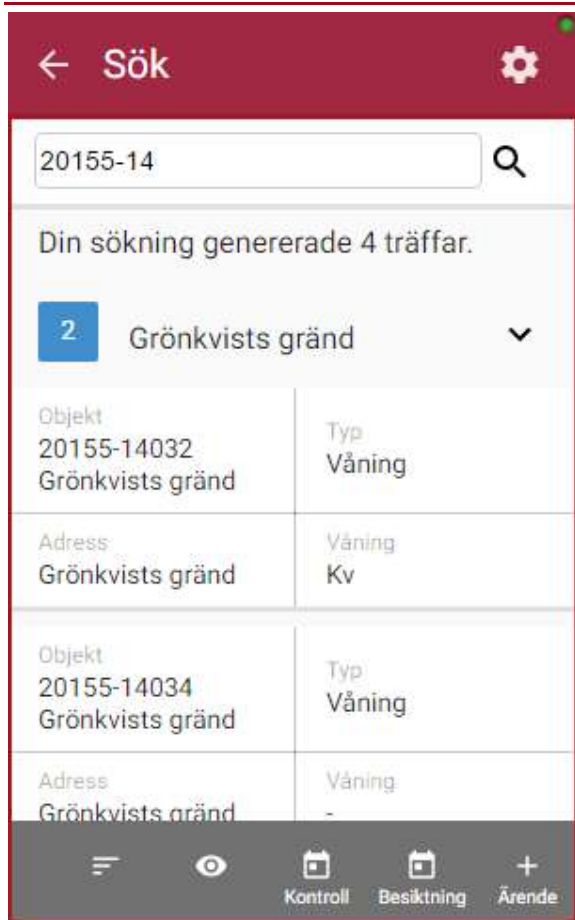 Sök
20155-14
Din sökning genererade 4 träffar.
2
Grönkvists gränd
Objekt
20155-14032
Grönkvists gränd
Typ
Våning
Adress
Grönkvists gränd
Våning
Kv
Objekt
20155-14034
Grönkvists gränd
Typ
Våning
Adress
Grönkvists gränd
Våning
-
Kontroll
Besiktning
Ärende